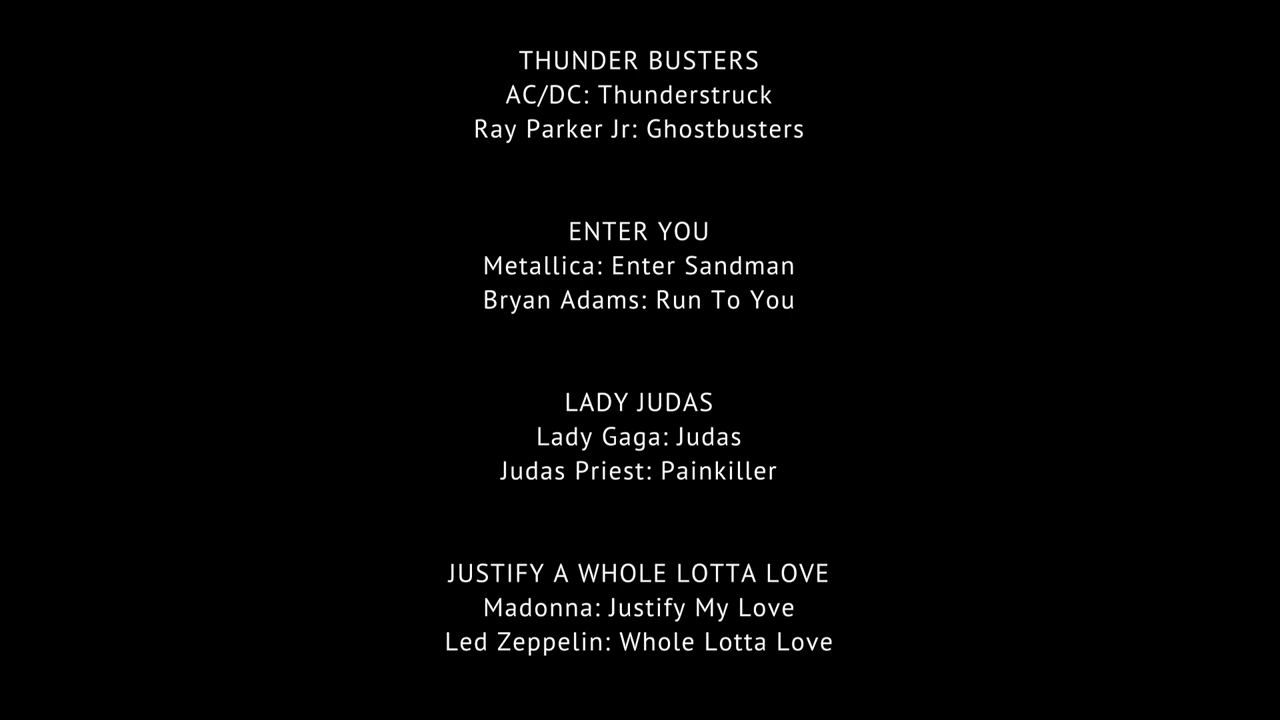 THUNDER BUSTERS
AC/DC: Thunderstruck
Ray Parker Jr: Ghostbusters
ENTER YOU
Metallica: Enter Sandman
Bryan Adams: Run To You
LADY JUDAS
Lady Gaga: Judas
Judas Priest: Painkiller
JUSTIFY A WHOLE LOTTA LOVE
Madonna: Justify My Love
Led Zeppelin: Whole Lotta Love